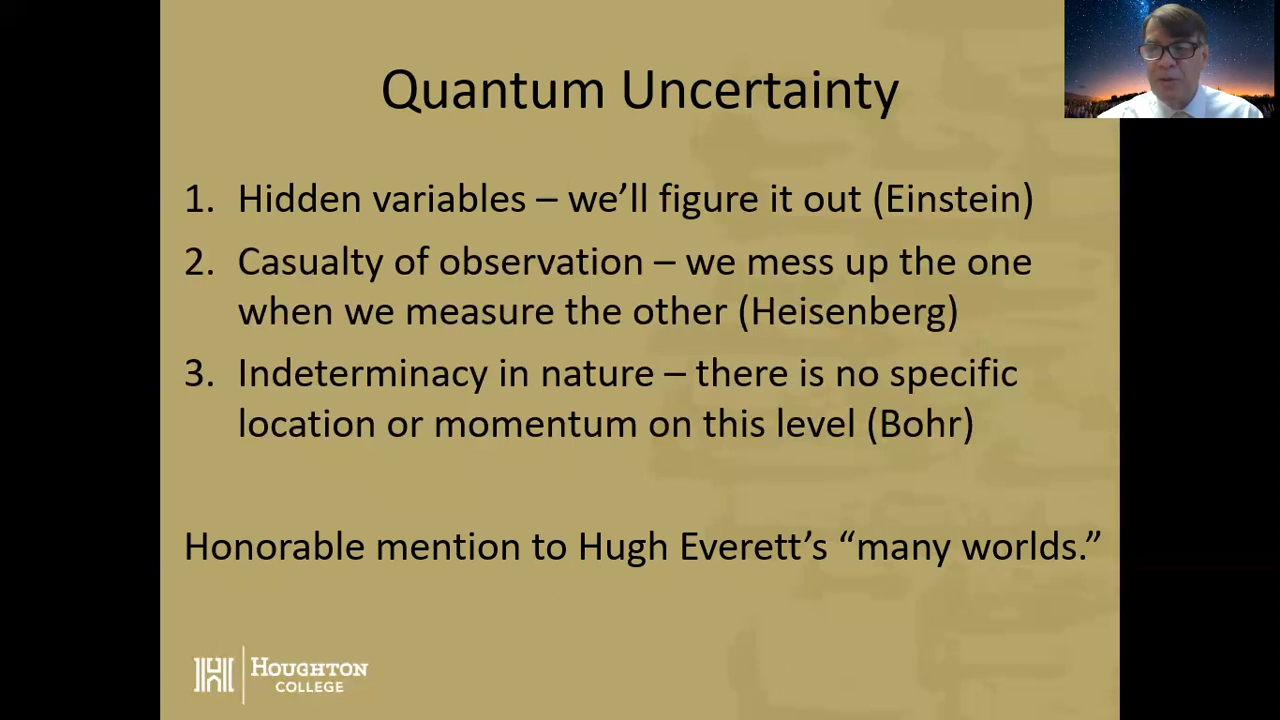 Quantum Uncertainty
1. Hidden variables – we’ll figure it out (Einstein)
2. Casualty of observation – we mess up the one
when we measure the other (Heisenberg)
3. Indeterminacy in nature – there is no specific
location or momentum on this level (Bohr)
Honorable mention to Hugh Everett’s “many worlds.”
HOUGHTON
COLLEGE